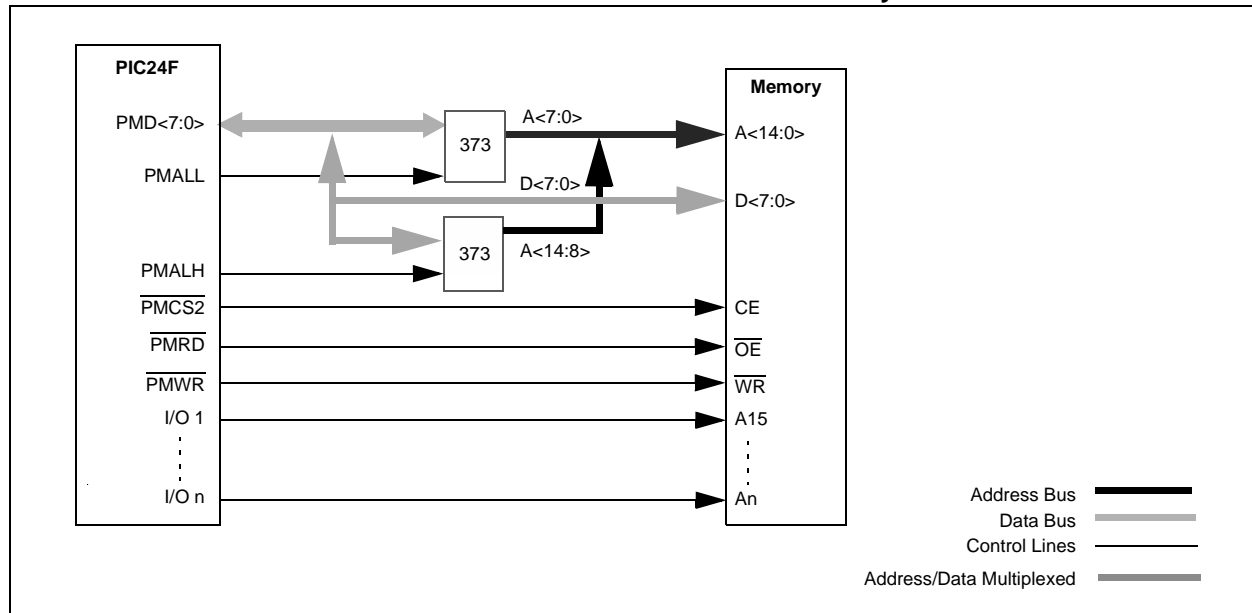 PIC24F
PMD<7:0>
PMALL
PMALH
PMCS2
PMRD
PMWR
I/O 1
I/O n
373
373
A<7:0>
D<7:0>
A<14:8>
Memory
A<14:0>
D<7:0>
CE
OE
WR
A15
An
Address Bus
Data Bus
Control Lines
Address/Data Multiplexed